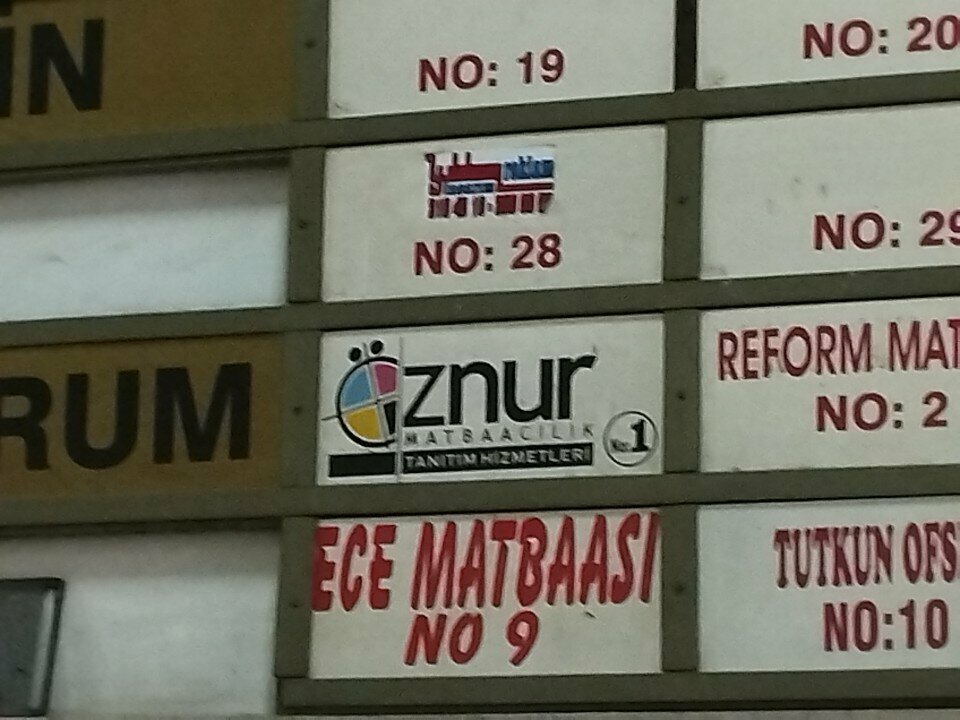 İN
NO: 19
NO: 20
reklam
NO: 28
NO: 29
RUM
Öznur
MATBAACILIK
TANITIM HİZMETLERİ
No:1
REFORM MAT
NO: 2
ECE MATBAASI
NO 9
TUTKUN OFS
NO:10